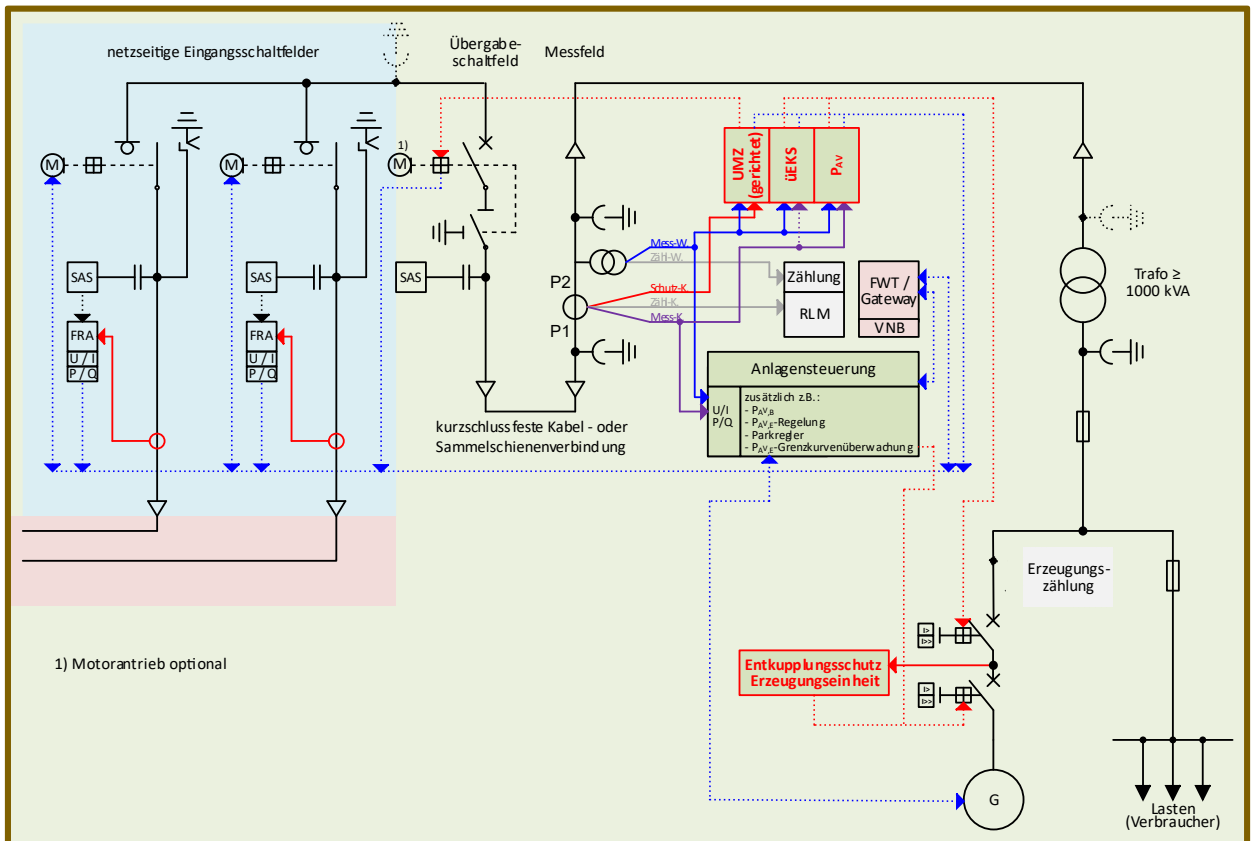 netzseitige Eingangsschaltfelder
Übergabe-
schaltfeld
Messfeld
M
M
1)
M
UMZ
(gerichtet)
üEKS
PAV
SAS
SAS
SAS
FRA
U / I
P / Q
FRA
U / I
P / Q
Mess-W.
Zähl-W.
P2
Schutz-K.
Zähl-K.
P1
Mess-K.
Zählung
RLM
FWT /
Gateway
VNB
Trafo ≥
1000 kVA
Anlagensteuerung
U/I
P/Q
zusätzlich z.B.:
- PAV,B
- PAV,E-Regelung
- Parkregler
- PAV,E-Grenzkurvenüberwachung
kurzschlussfeste Kabel - oder
Sammelschienenverbindung
Erzeugungs-
zählung
I>
I>>
1) Motorantrieb optional
Entkupplungsschutz
Erzeugungseinheit
I>
I>>
G
Lasten
(Verbraucher)